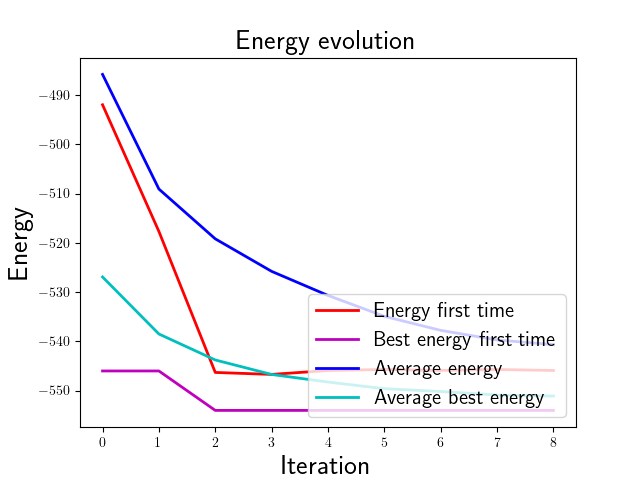 Energy evolution
Energy
−490
−500
−510
−520
−530
−540
−550
Energy first time
Best energy first time
Average energy
Average best energy
0 1 2 3 4 5 6 7 8
Iteration